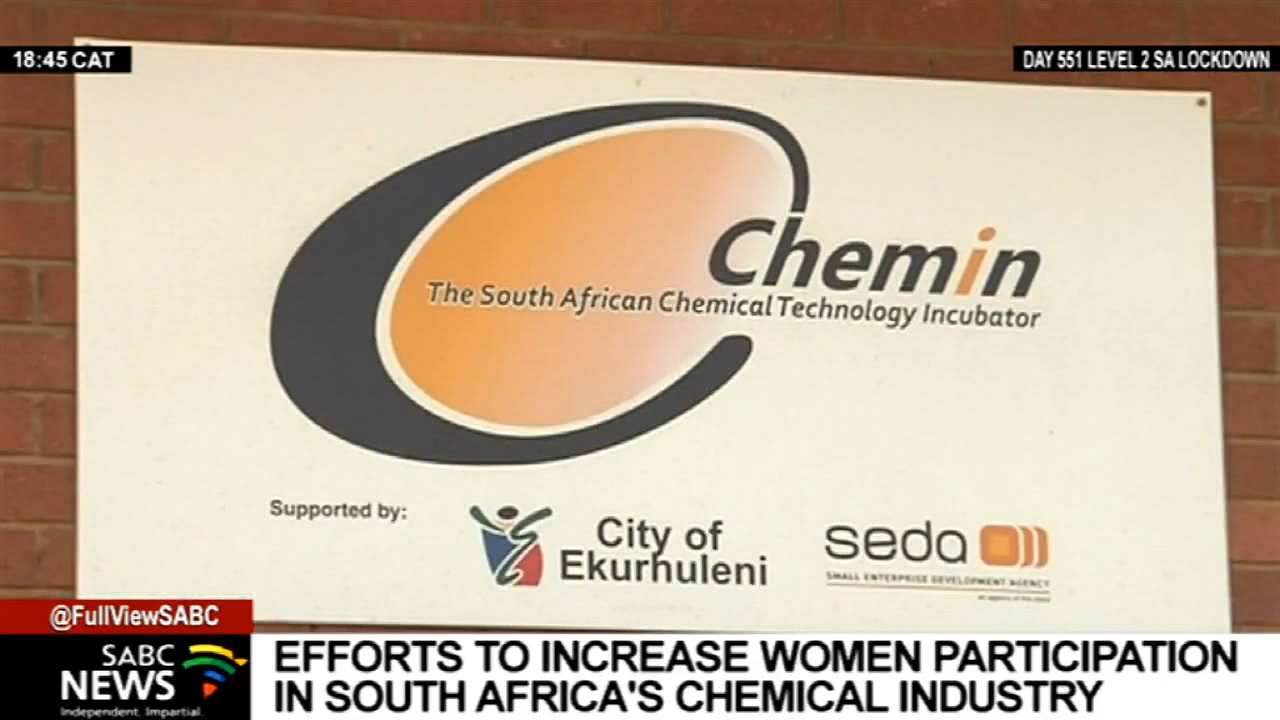 18:45 CAT
DAY 551 LEVEL 2 SA LOCKDOWN
Chemin
The South African Chemical Technology Incubator
Supported by:
City of
Ekurhuleni
seda
SMALL ENTERPRISE DEVELOPMENT AGENCY
@FullViewSABC
SABC
NEWS
Independent. Impartial.
EFFORTS TO INCREASE WOMEN PARTICIPATION
IN SOUTH AFRICA'S CHEMICAL INDUSTRY